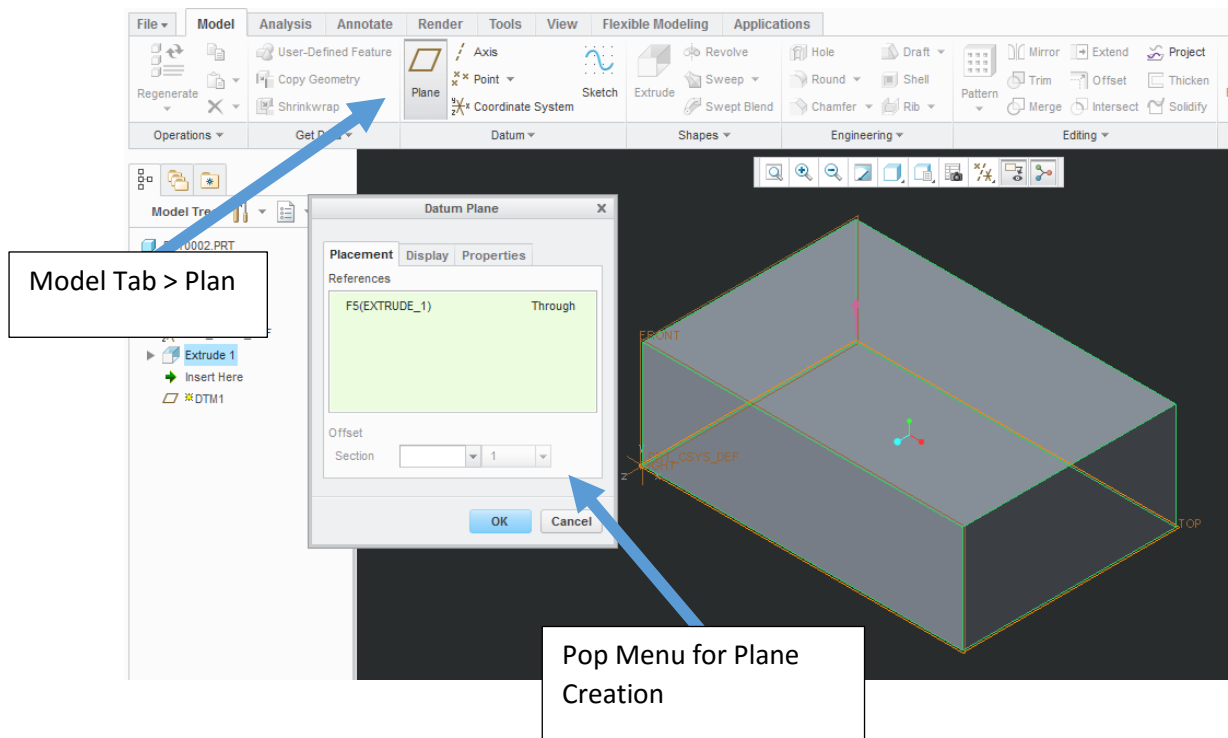 File Model Analysis Annotate Render Tools View Flexible Modeling Applications
User-Defined Feature Axis Revolve Hole Draft Mirror Extend Project
Copy Geometry Point Sweep Round Shell Trim Offset Thicken
Regenerate Plane Sketch Extrude Pattern
Shrinkwrap Coordinate System Swept Blend Chamfer Rib Merge Intersect Solidify
Operations Get Datum Shapes Engineering Editing
Model Tre
Datum Plane X
0002.PRT
Placement Display Properties
References
F5(EXTRUDE_1) Through
Model Tab > Plan
Extrude 1
Insert Here
DTM1
Offset
Section 1
OK Cancel
FRONT
CSYS_DEF
Y
Z
X
TOP
Pop Menu for Plane
Creation